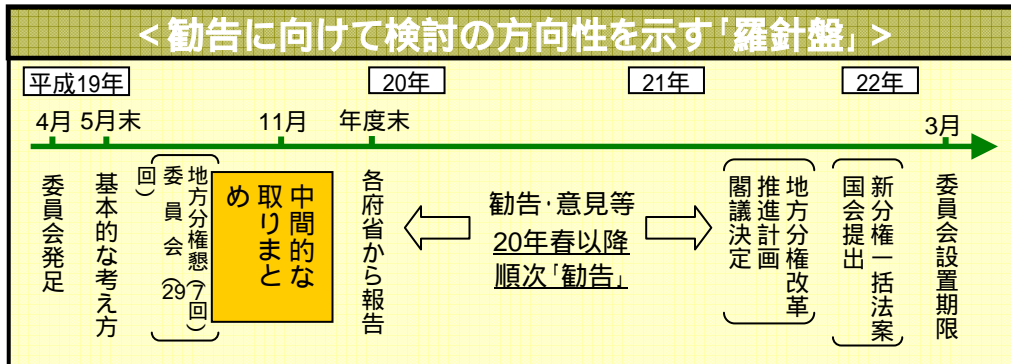 <勧告に向けて検討の方向性を示す「羅針盤」>
平成19年
20年
21年
22年
4月
5月末
11月
年度末
3月
委員会発足
基本的な考え方
地方分権懇(7回)
委員会(29
回)
中間的な
取りまと
め
各府省から報告
勧告・意見等
20年春以降
順次「勧告」
地方分権改革
推進計画
閣議決定
新分権一括法案
国会提出
委員会設置期限